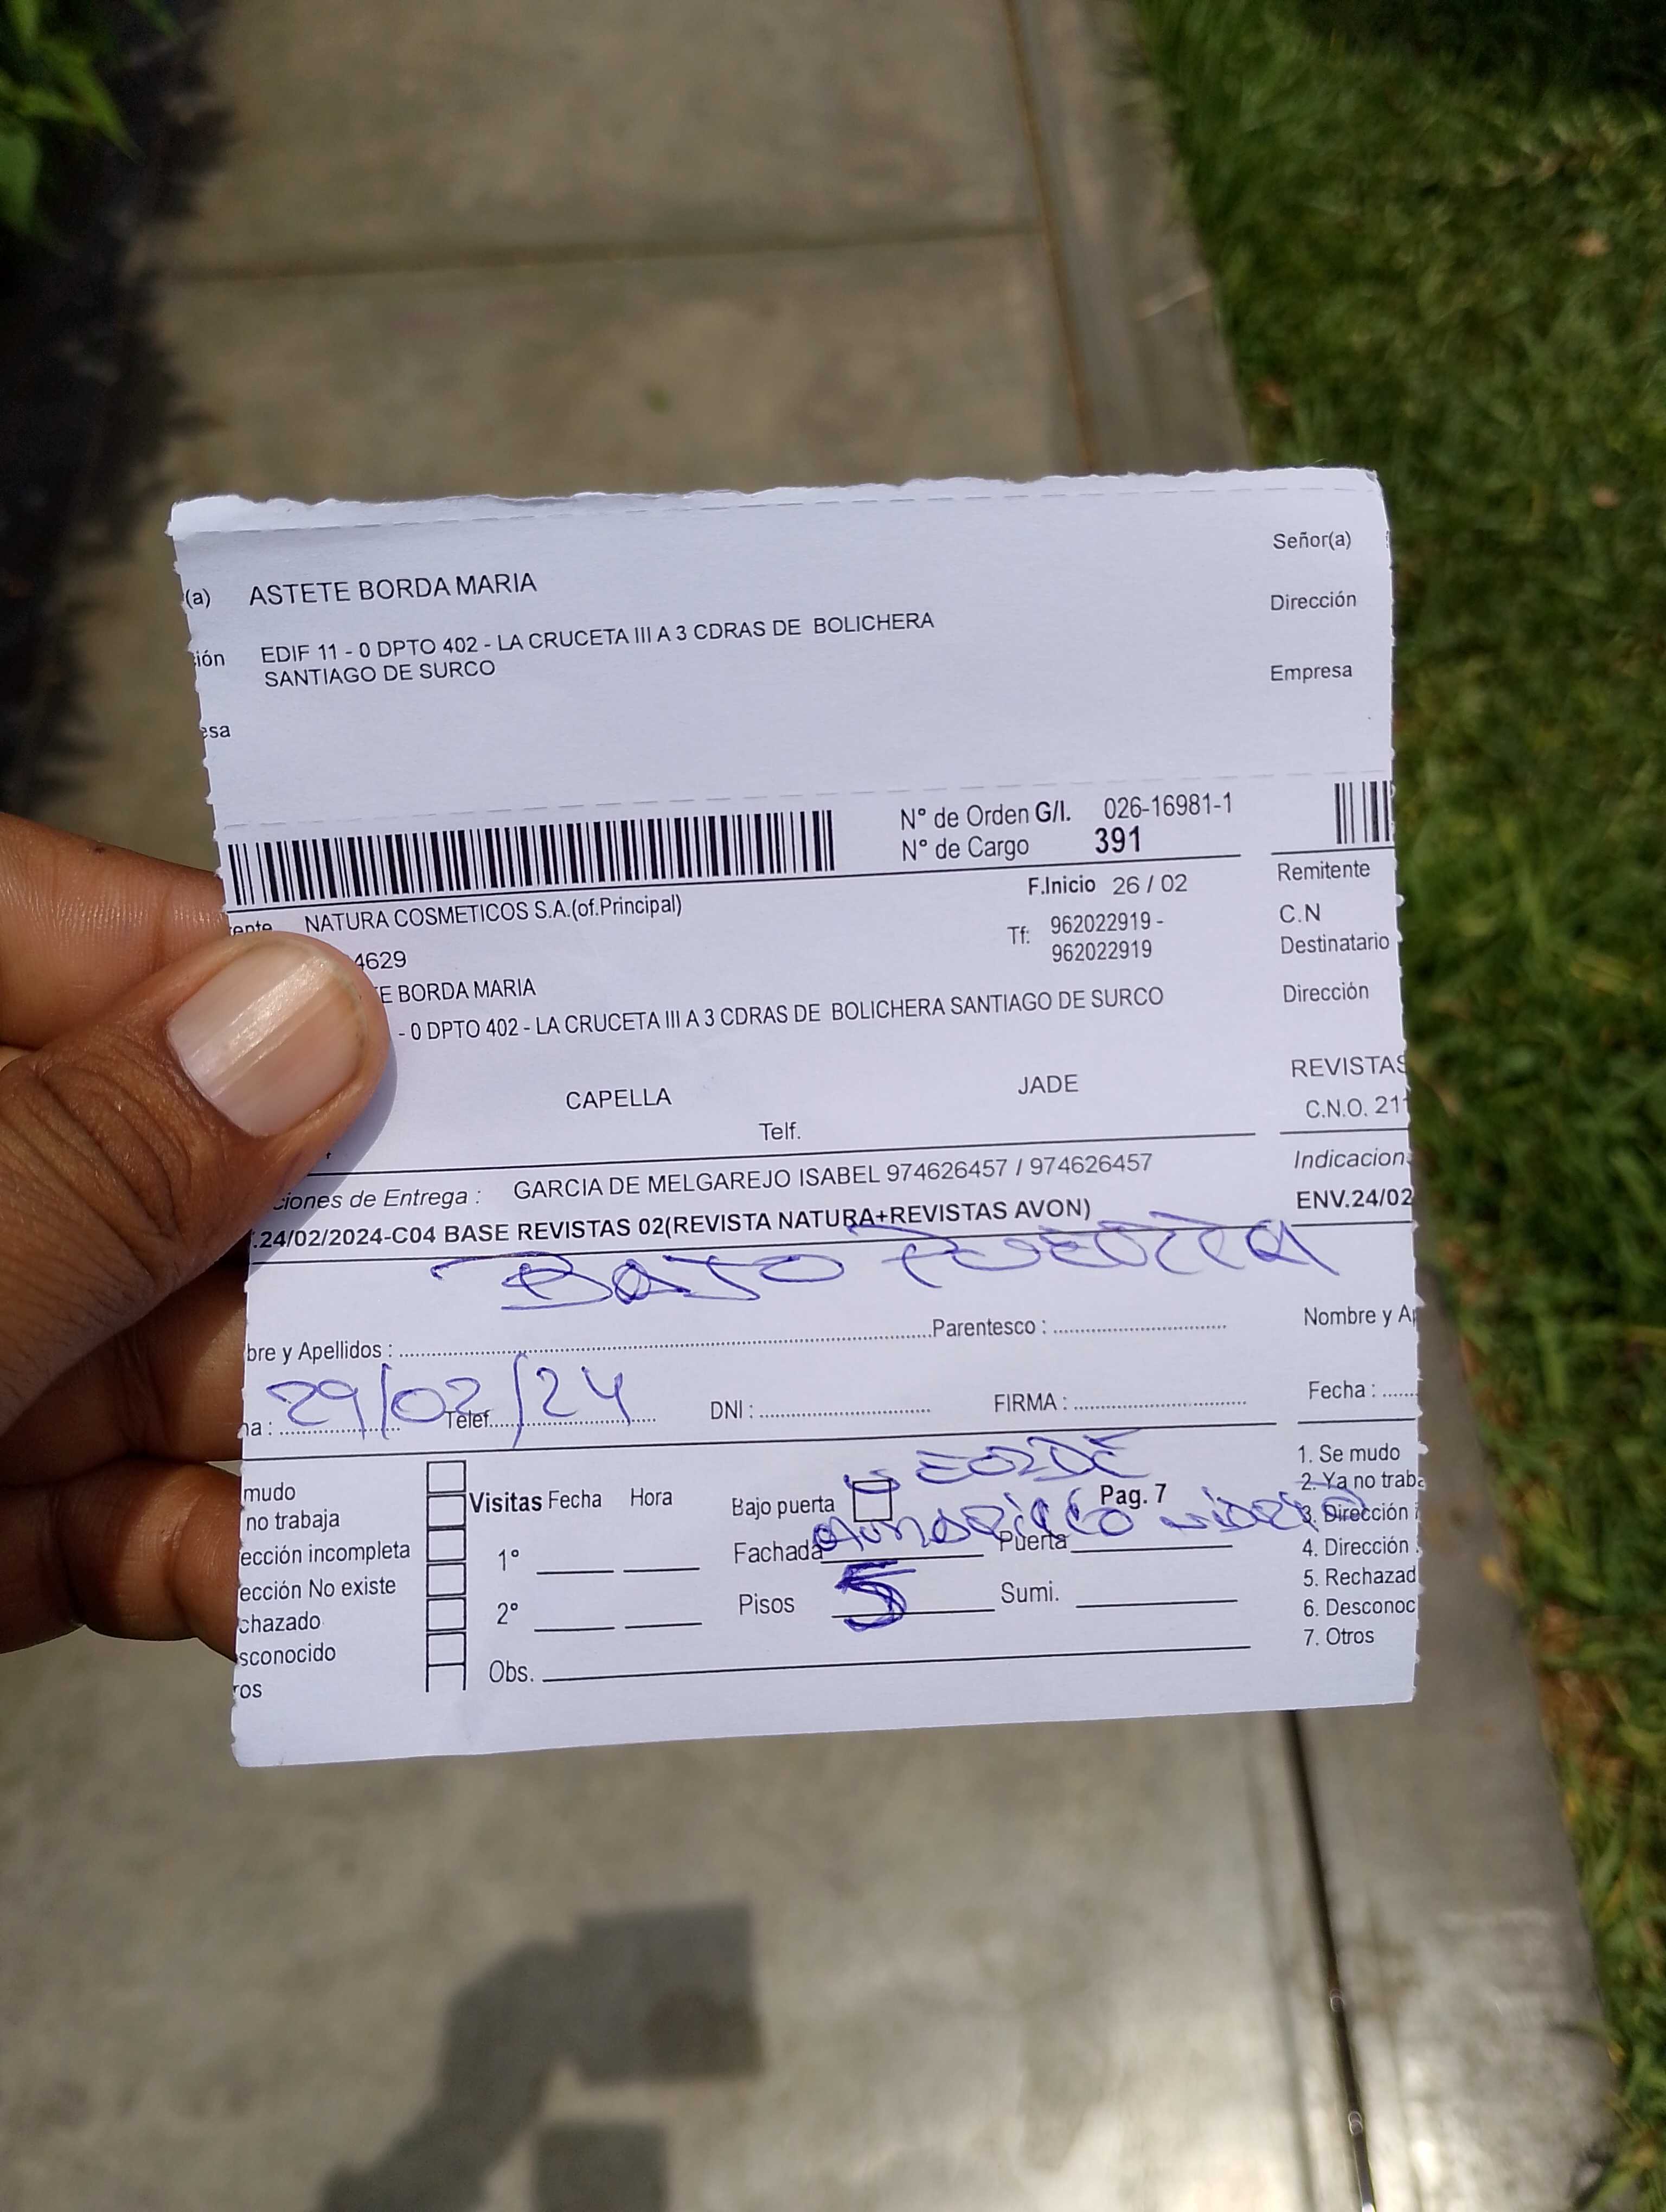 (a) ASTETE BORDA MARIA
ión EDIF 11 - 0 DPTO 402 - LA CRUCETA III A 3 CDRAS DE BOLICHERA
SANTIAGO DE SURCO
esa
Señor(a)
Dirección
Empresa
N° de Orden G/I. 026-16981-1
N° de Cargo 391
ente NATURA COSMETICOS S.A.(of.Principal)
F.Inicio 26 / 02
4629
Tf: 962022919 -
962022919
E BORDA MARIA
- 0 DPTO 402 - LA CRUCETA III A 3 CDRAS DE BOLICHERA SANTIAGO DE SURCO
CAPELLA JADE
Telf.
ciones de Entrega : GARCIA DE MELGAREJO ISABEL 974626457 / 974626457
.24/02/2024-C04 BASE REVISTAS 02(REVISTA NATURA+REVISTAS AVON)
BAJO PUERTA
bre y Apellidos : Parentesco :
29/02/24
na : Telef. DNI : FIRMA :
mudo
no trabaja
ección incompleta
ección No existe
chazado
sconocido
ros
Visitas Fecha Hora
1°
2°
Obs.
VERDE
Bajo puerta Pag. 7
Fachada Puerta
Pisos 5 Sumi.
Remitente
C.N
Destinatario
Dirección
REVISTAS
C.N.O. 211
Indicacion
ENV.24/02
Nombre y Ap
Fecha :
1. Se mudo
2. Ya no traba
3. Dirección
4. Dirección
5. Rechazad
6. Desconoc
7. Otros